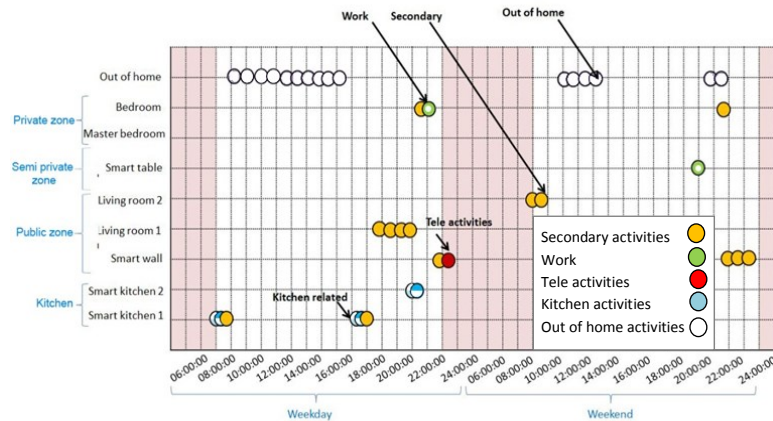 Work
Secondary
Out of home
Out of home
Bedroom
Private zone
Master bedroom
Semi private
zone
Smart table
Living room 2
Public zone
Living room 1
Tele activities
Smart wall
Kitchen
Smart kitchen 2
Kitchen related
Smart kitchen 1
Secondary activities
Work
Tele activities
Kitchen activities
Out of home activities
06:00:00 08:00:00 10:00:00 12:00:00 14:00:00 16:00:00 18:00:00 20:00:00 22:00:00 24:00:00 06:00:00 08:00:00 10:00:00 12:00:00 14:00:00 16:00:00 18:00:00 20:00:00 22:00:00 24:00:00
Weekday
Weekend